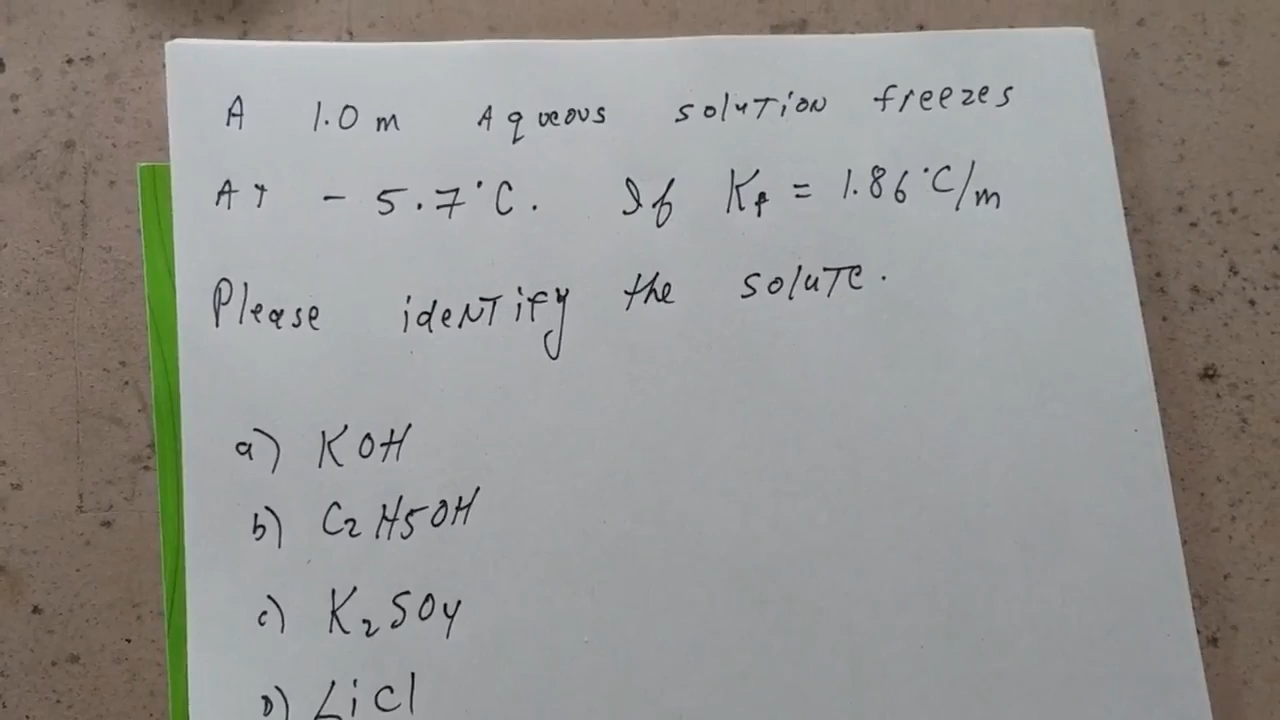 A 1.0 m Aqueous solution freezes
At - 5.7°C. If Kf = 1.86°C/m
Please identify the solute.
a) KOH
b) C2H5OH
c) K2SO4
D) LiCl